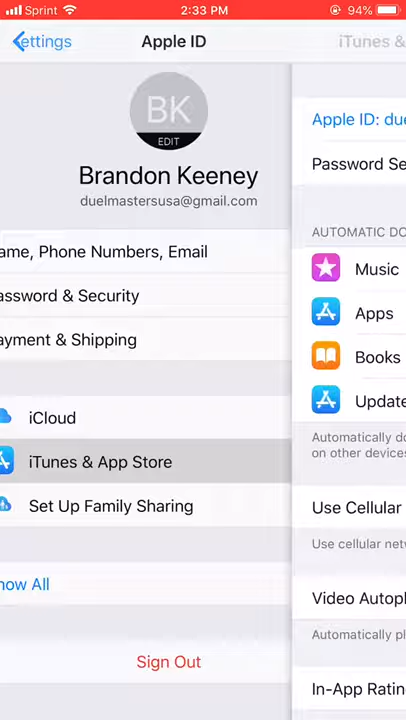 Sprint 2:33 PM 94%
ettings Apple ID iTunes &
BK
EDIT
Brandon Keeney
duelmastersusa@gmail.com
ame, Phone Numbers, Email
assword & Security
ayment & Shipping
iCloud
iTunes & App Store
Set Up Family Sharing
how All
Sign Out
Apple ID: due
Password Se
AUTOMATIC DO
Music
Apps
Books
Update
Automatically do
on other devices
Use Cellular
Use cellular netw
Video Autopl
Automatically pl
In-App Ratin